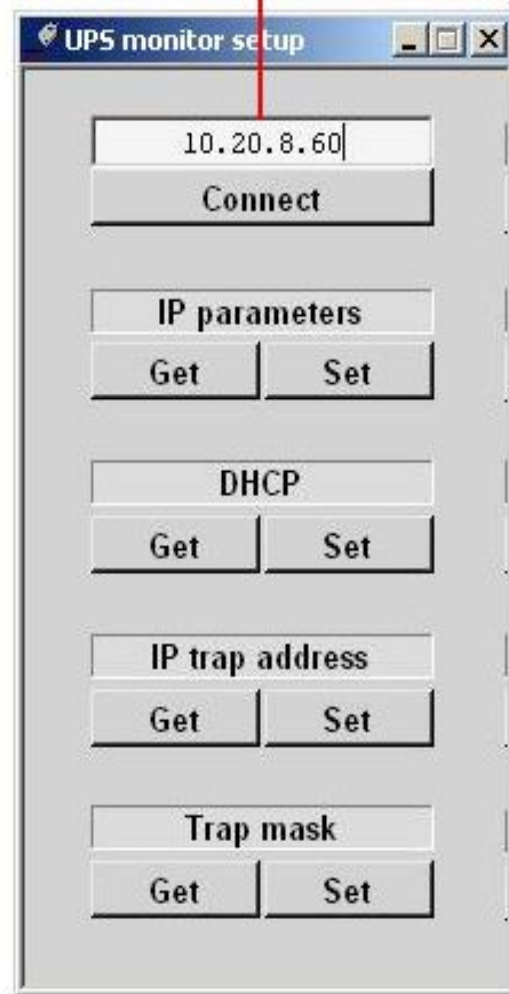 UPS monitor setup
10.20.8.60
Connect
IP parameters
Get Set
DHCP
Get Set
IP trap address
Get Set
Trap mask
Get Set